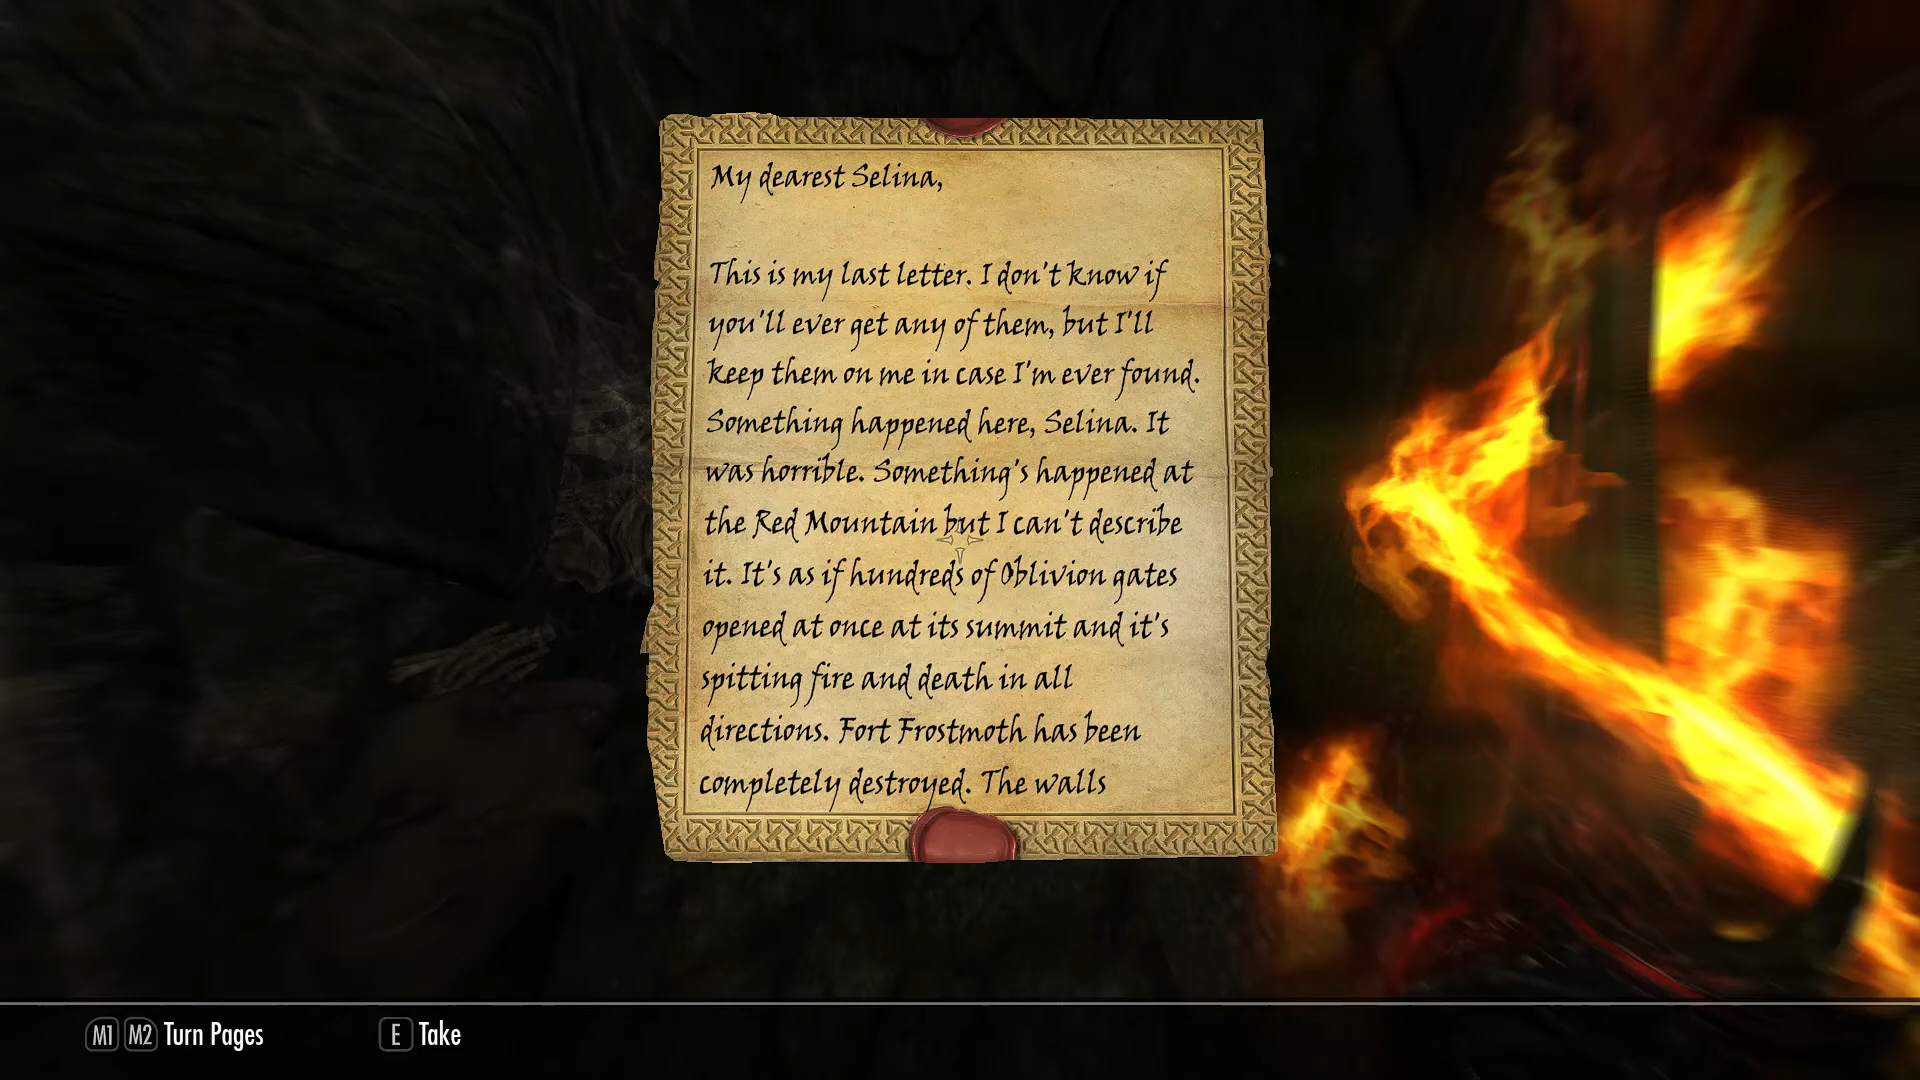 My dearest Selina,
This is my last letter. I don't know if
you'll ever get any of them, but I'll
keep them on me in case I'm ever found.
Something happened here, Selina. It
was horrible. Something's happened at
the Red Mountain but I can't describe
it. It's as if hundreds of Oblivion gates
opened at once at its summit and it's
spitting fire and death in all
directions. Fort Frostmoth has been
completely destroyed. The walls
M1 M2 Turn Pages E Take